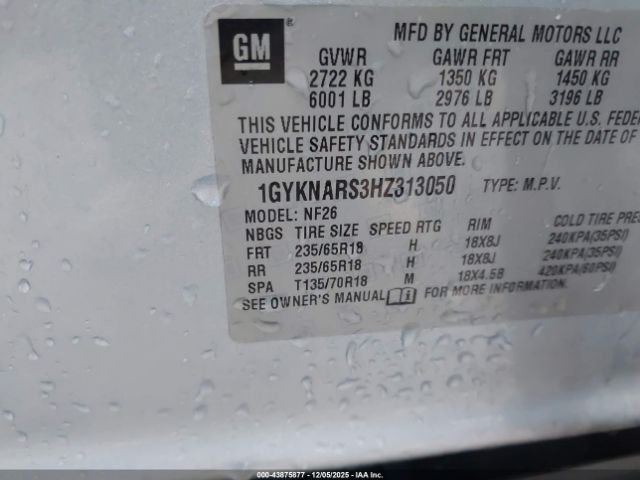 GM
MFD BY GENERAL MOTORS LLC
GVWR GAWR FRT GAWR RR
2722 KG 1350 KG 1450 KG
6001 LB 2976 LB 3196 LB
THIS VEHICLE CONFORMS TO ALL APPLICABLE U.S. FEDER
VEHICLE SAFETY STANDARDS IN EFFECT ON THE DATE OF
MANUFACTURE SHOWN ABOVE.
1GYKNARS3HZ313050 TYPE: M.P.V.
MODEL: NF26
NBGS TIRE SIZE SPEED RTG RIM COLD TIRE PRES
FRT 235/65R18 H 18X8J 240KPA(35PSI)
RR 235/65R18 H 18X8J 240KPA(35PSI)
SPA T135/70R18 M 18X4.5B 420KPA(60PSI)
SEE OWNER'S MANUAL FOR MORE INFORMATION.
000-43875877 - 12/05/2025 - IAA Inc.